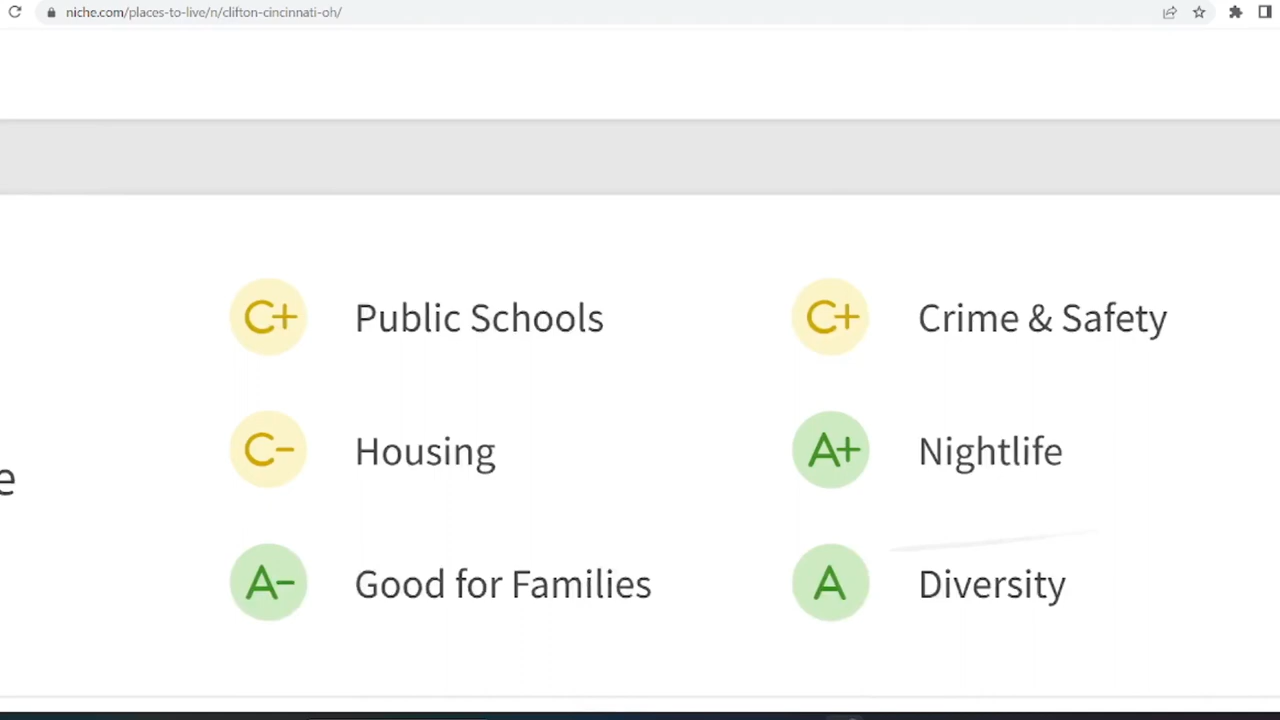 niche.com/places-to-live/n/clifton-cincinnati-oh/
C+ Public Schools C+ Crime & Safety
C- Housing A+ Nightlife
e
A- Good for Families A Diversity